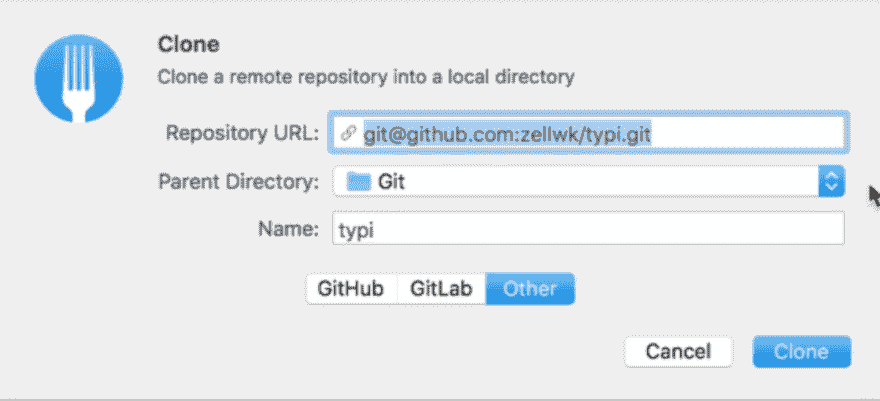 Clone
Clone a remote repository into a local directory
Repository URL: git@github.com:zellwk/typi.git
Parent Directory: Git
Name: typi
GitHub GitLab Other
Cancel Clone